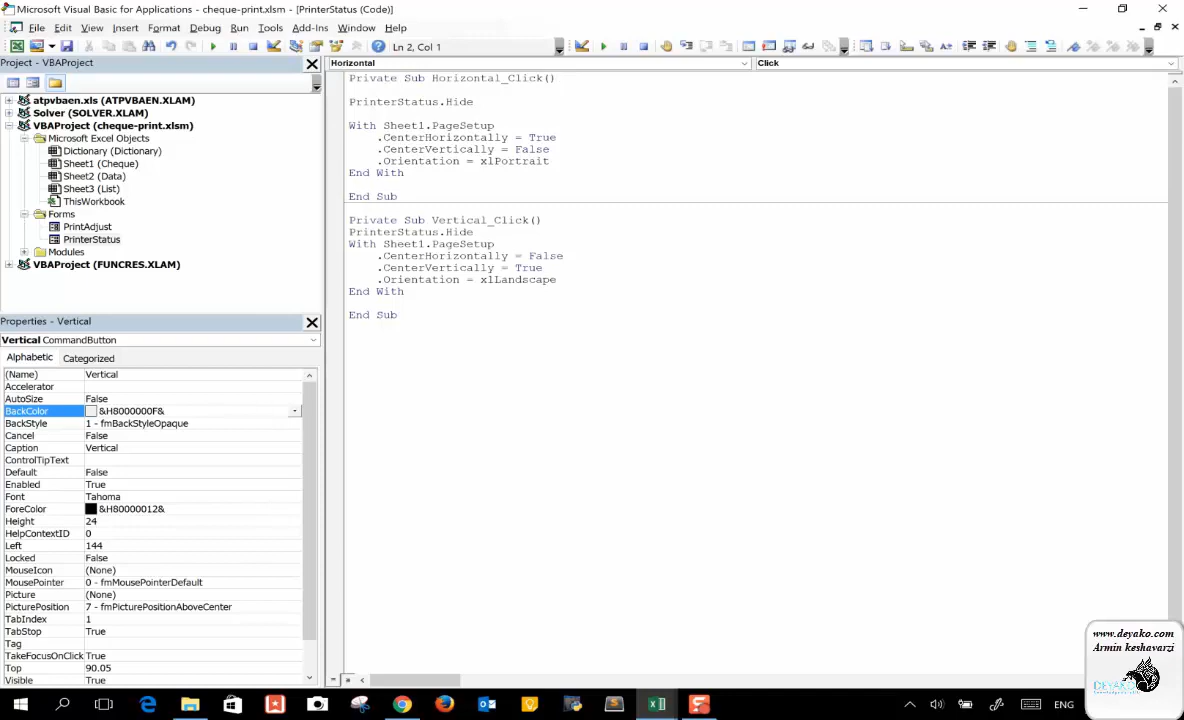 Microsoft Visual Basic for Applications - cheque-print.xlsm - [PrinterStatus (Code)]
File Edit View Insert Format Debug Run Tools Add-Ins Window Help
Ln 2, Col 1
Project - VBAProject
atpvbaen.xls (ATPVBAEN.XLAM)
Solver (SOLVER.XLAM)
VBAProject (cheque-print.xlsm)
Microsoft Excel Objects
Dictionary (Dictionary)
Sheet1 (Cheque)
Sheet2 (Data)
Sheet3 (List)
ThisWorkbook
Forms
PrintAdjust
PrinterStatus
Modules
VBAProject (FUNCRES.XLAM)
Properties - Vertical
Vertical CommandButton
Alphabetic Categorized
(Name) Vertical
Accelerator
AutoSize False
BackColor &H8000000F&
BackStyle 1 - fmBackStyleOpaque
Cancel False
Caption Vertical
ControlTipText
Default False
Enabled True
Font Tahoma
ForeColor &H80000012&
Height 24
HelpContextID 0
Left 144
Locked False
MouseIcon (None)
MousePointer 0 - fmMousePointerDefault
Picture (None)
PicturePosition 7 - fmPicturePositionAboveCenter
TabIndex 1
TabStop True
Tag
TakeFocusOnClick True
Top 90.05
Visible True
Horizontal Click
Private Sub Horizontal_Click()
PrinterStatus.Hide
With Sheet1.PageSetup
.CenterHorizontally = True
.CenterVertically = False
.Orientation = xlPortrait
End With
End Sub
Private Sub Vertical_Click()
PrinterStatus.Hide
With Sheet1.PageSetup
.CenterHorizontally = False
.CenterVertically = True
.Orientation = xlLandscape
End With
End Sub
www.deyako.com
Armin keshavarzi
DEYAKO
ENG